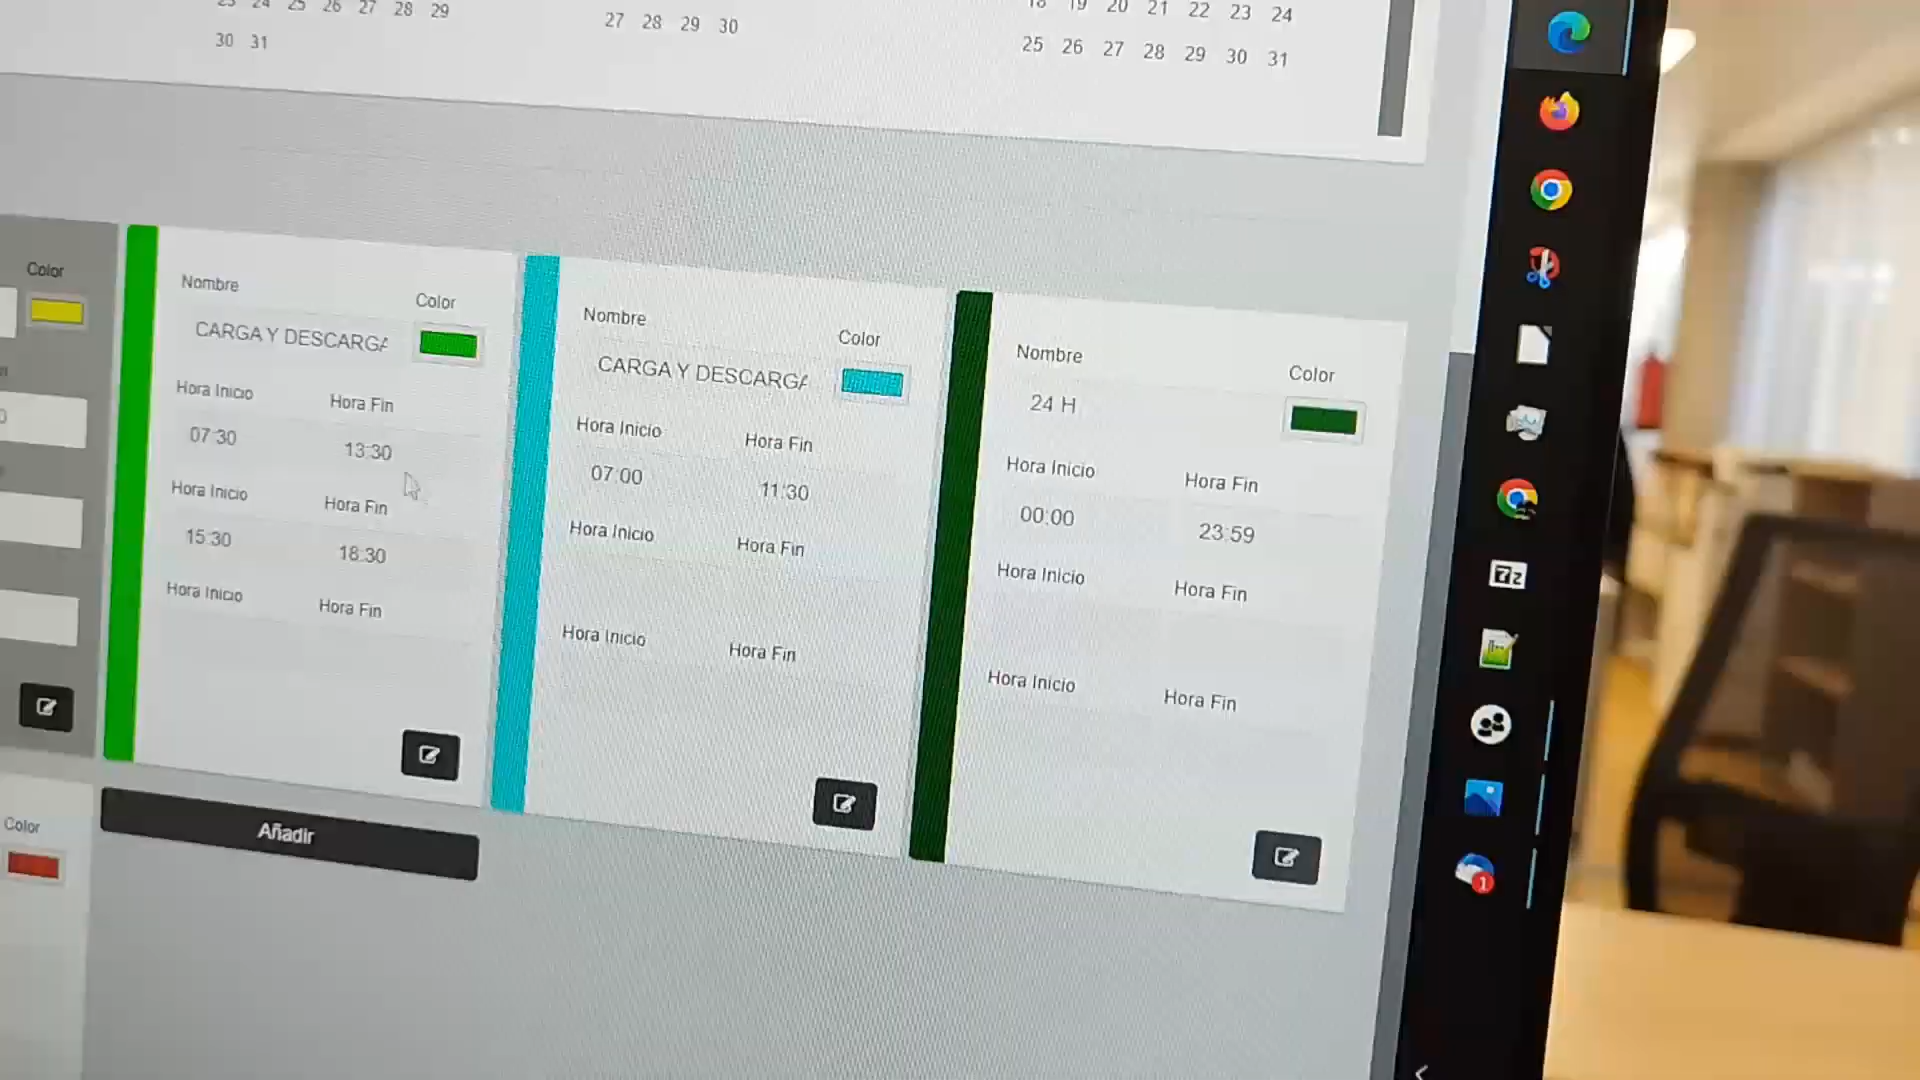 23 24 25 26 27 28 29
30 31
27 28 29 30
18 19 20 21 22 23 24
25 26 27 28 29 30 31
Color
Nombre
Color
CARGA Y DESCARGA
Hora Inicio Hora Fin
07:30 13:30
Hora Inicio Hora Fin
15:30 18:30
Hora Inicio Hora Fin
Nombre
Color
CARGA Y DESCARGA
Hora Inicio Hora Fin
07:00 11:30
Hora Inicio Hora Fin
Hora Inicio Hora Fin
Nombre
Color
24 H
Hora Inicio Hora Fin
00:00 23:59
Hora Inicio Hora Fin
Hora Inicio Hora Fin
Color
Añadir
7z
1